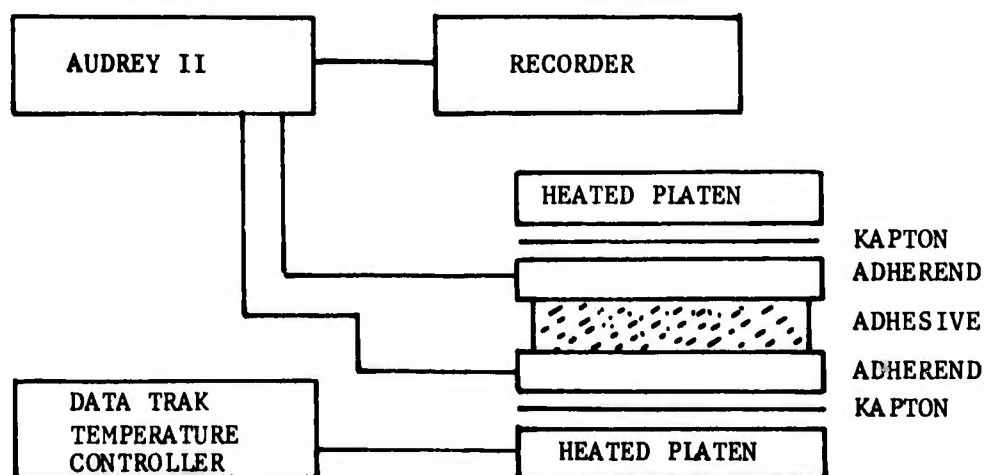 AUDREY II
RECORDER
HEATED PLATEN
KAPTON
ADHEREND
ADHESIVE
ADHEREND
KAPTON
DATA TRAK
TEMPERATURE
CONTROLLER
HEATED PLATEN